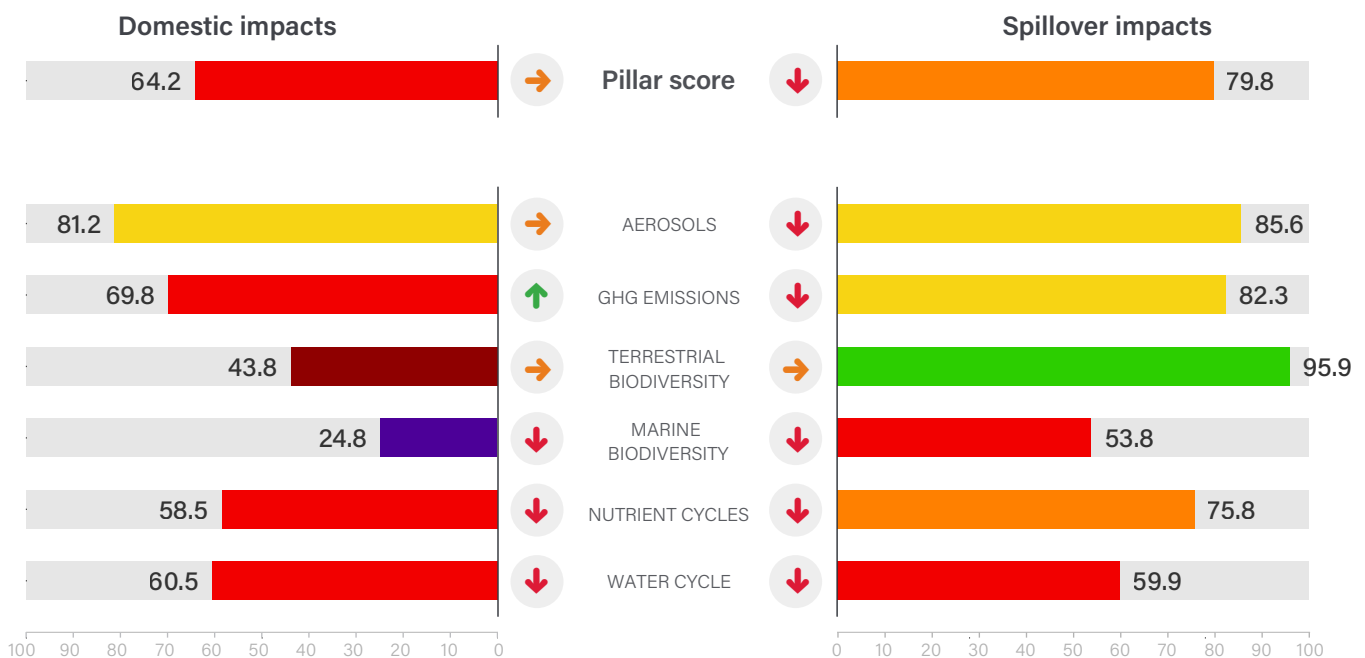 Domestic impacts Spillover impacts
64.2 Pillar score 79.8
81.2 AEROSOLS 85.6
69.8 GHG EMISSIONS 82.3
43.8 TERRESTRIAL 95.9
BIODIVERSITY
24.8 MARINE 53.8
BIODIVERSITY
58.5 NUTRIENT CYCLES 75.8
60.5 WATER CYCLE 59.9
100 90 80 70 60 50 40 30 20 10 0 0 10 20 30 40 50 60 70 80 90 100